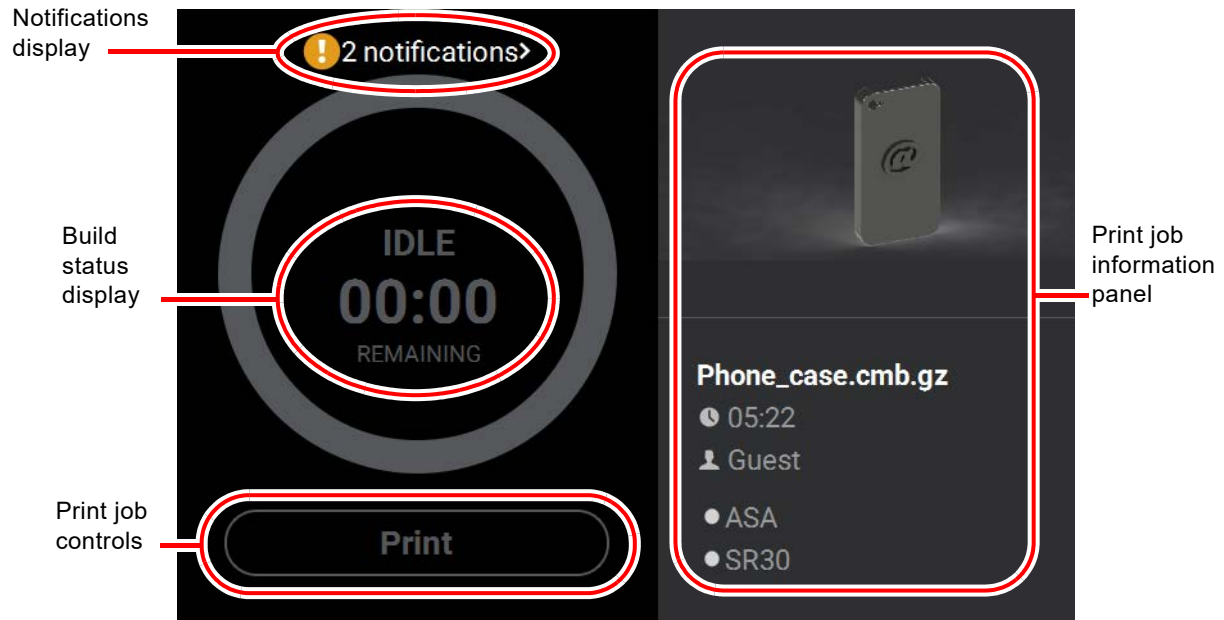 Notifications
display
2 notifications>
Build
status
display
IDLE
00:00
REMAINING
Print job
controls
Print
@
Phone_case.cmb.gz
05:22
Guest
ASA
SR30
Print job
information
panel